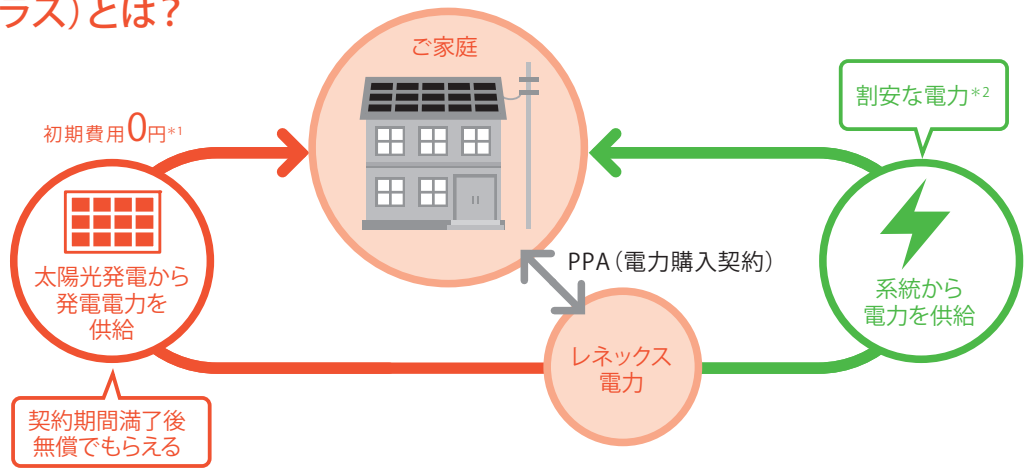 ラス）とは？
ご家庭
初期費用0円*1
割安な電力*2
太陽光発電から
発電電力を
供給
PPA（電力購入契約）
系統から
電力を供給
レネックス
電力
契約期間満了後
無償でもらえる